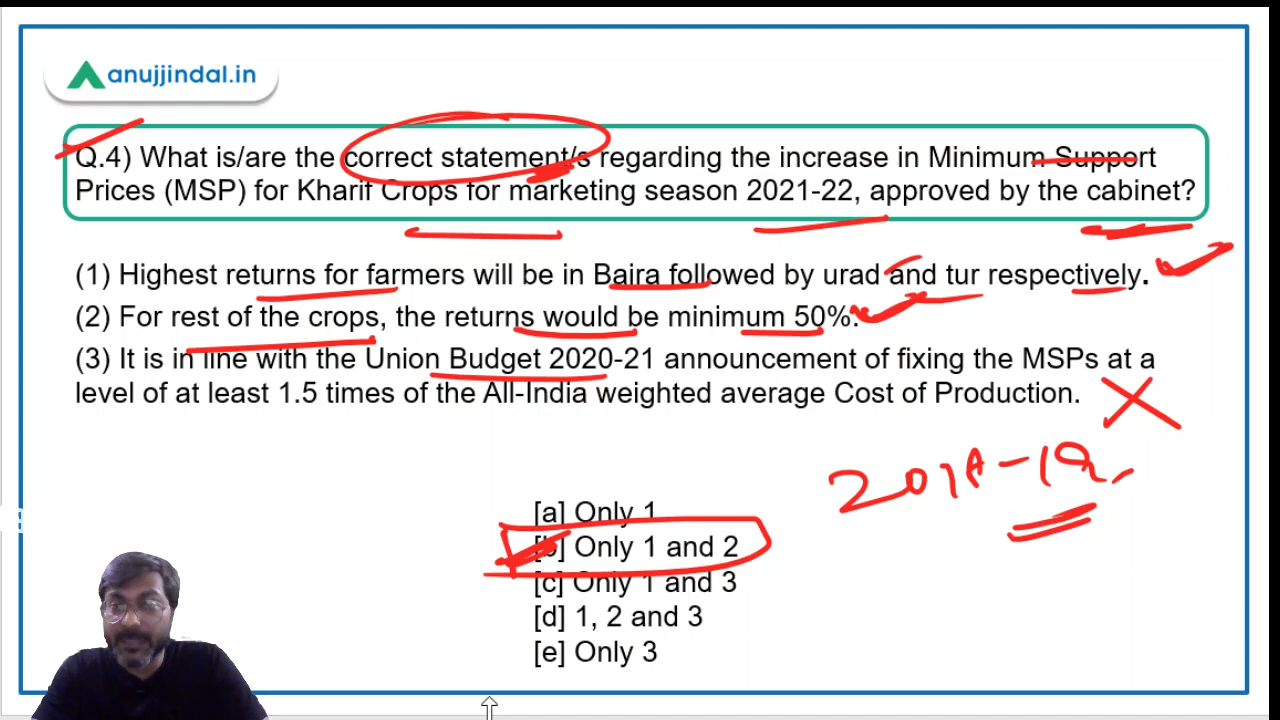 anujjindal.in
Q.4) What is/are the correct statement/s regarding the increase in Minimum Support
Prices (MSP) for Kharif Crops for marketing season 2021-22, approved by the cabinet?
(1) Highest returns for farmers will be in Bajra followed by urad and tur respectively.
(2) For rest of the crops, the returns would be minimum 50%.
(3) It is in line with the Union Budget 2020-21 announcement of fixing the MSPs at a
level of at least 1.5 times of the All-India weighted average Cost of Production.
2018-19
[a] Only 1
[b] Only 1 and 2
[c] Only 1 and 3
[d] 1, 2 and 3
[e] Only 3